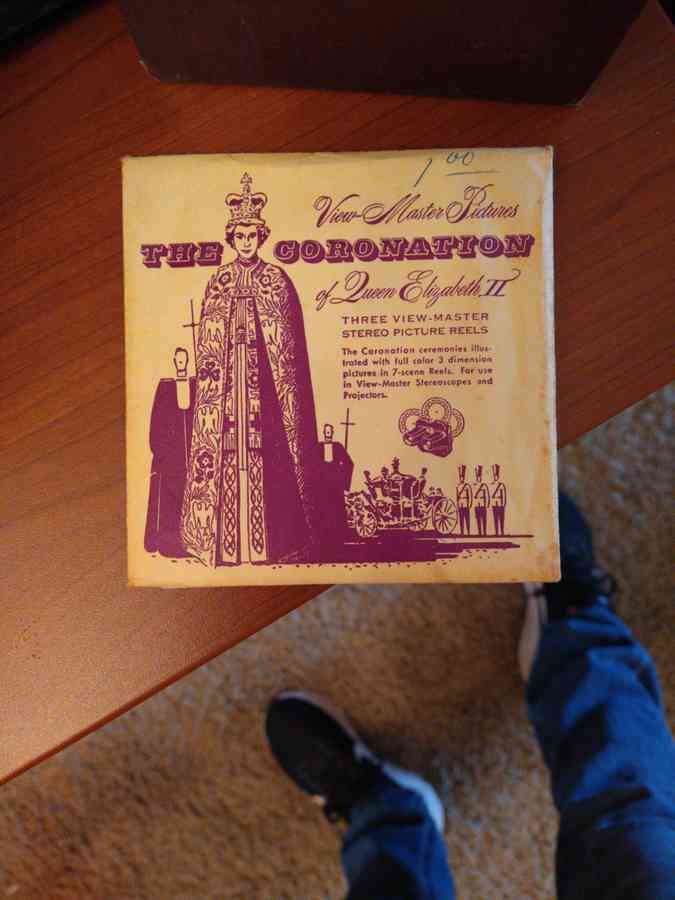 1 00
View-Master Pictures
THE CORONATION
of Queen Elizabeth II
THREE VIEW-MASTER
STEREO PICTURE REELS
The Coronation ceremonies illus-
trated with full color 3 dimension
pictures in 7-scene Reels. For use
in View-Master Stereoscopes and
Projectors.